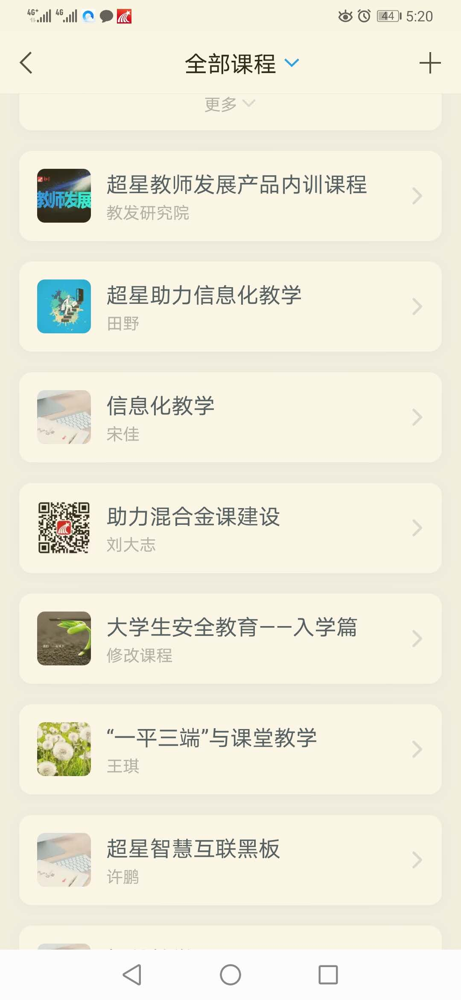 4G+ 4G 44 5:20
全部课程
更多
超星教师发展产品内训课程
教发研究院
教师发展
超星助力信息化教学
田野
信息化教学
宋佳
助力混合金课建设
刘大志
大学生安全教育——入学篇
修改课程
“一平三端”与课堂教学
王琪
超星智慧互联黑板
许鹏